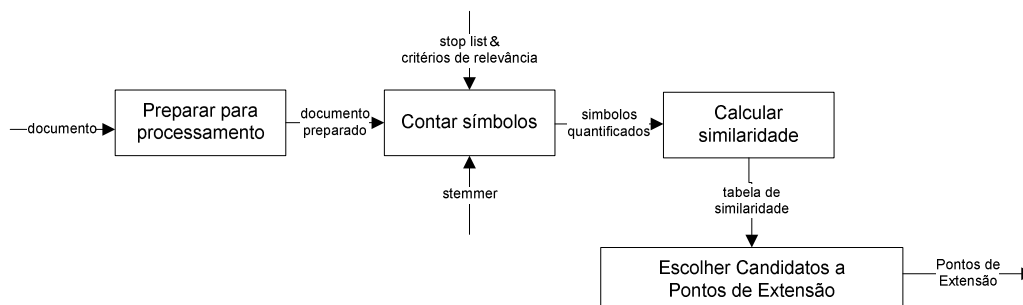 stop list &
critérios de relevância
documento
Preparar para
processamento
documento
preparado
Contar símbolos
simbolos
quantificados
Calcular
similaridade
stemmer
tabela de
similaridade
Escolher Candidatos a
Pontos de Extensão
Pontos de
Extensão